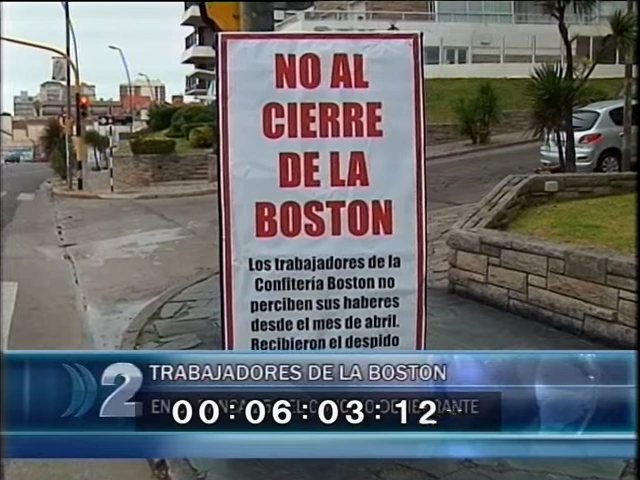 NO AL
CIERRE
DE LA
BOSTON
Los trabajadores de la
Confitería Boston no
perciben sus haberes
desde el mes de abril.
Recibieron el despido
2 TRABAJADORES DE LA BOSTON
EN
00:06:03:12